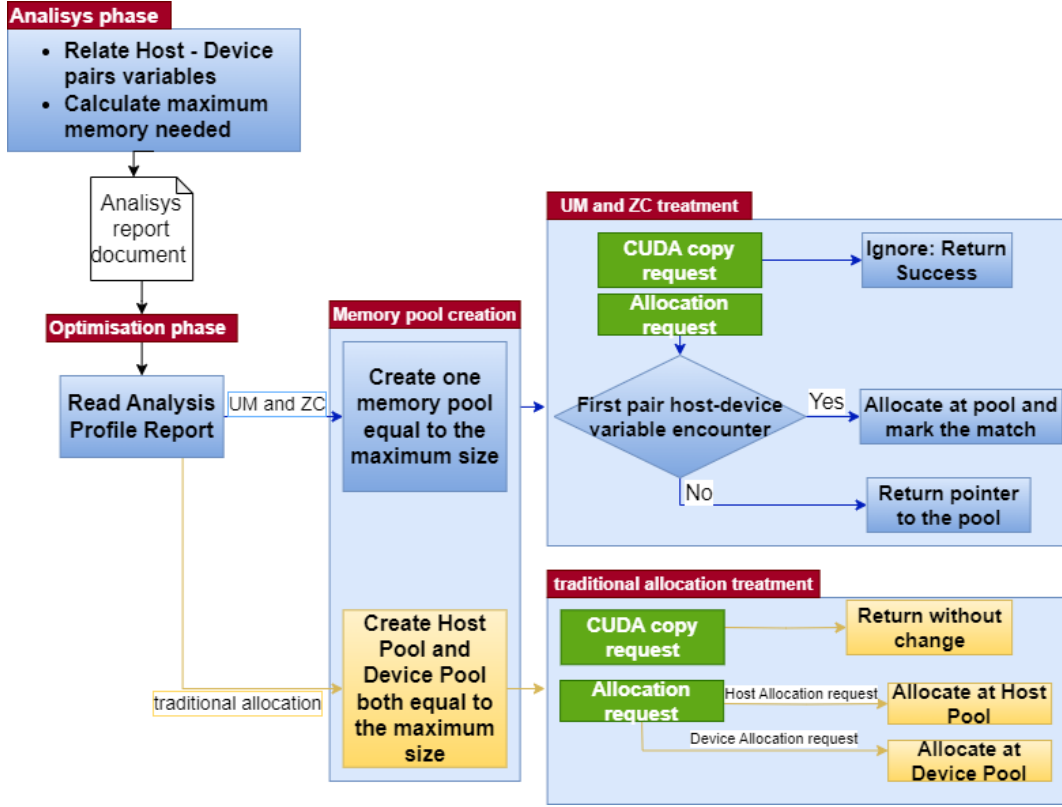 Analisys phase
• Relate Host - Device
pairs variables
• Calculate maximum
memory needed
Analisys
report
document
Optimisation phase
Read Analysis
Profile Report
UM and ZC
traditional allocation
Memory pool creation
Create one
memory pool
equal to the
maximum size
Create Host
Pool and
Device Pool
both equal to
the maximum
size
UM and ZC treatment
CUDA copy
request
Ignore: Return
Success
Allocation
request
First pair host-device
variable encounter
Yes
Allocate at pool and
mark the match
No
Return pointer
to the pool
traditional allocation treatment
CUDA copy
request
Return without
change
Allocation
request
Host Allocation request
Allocate at Host
Pool
Device Allocation request
Allocate at
Device Pool